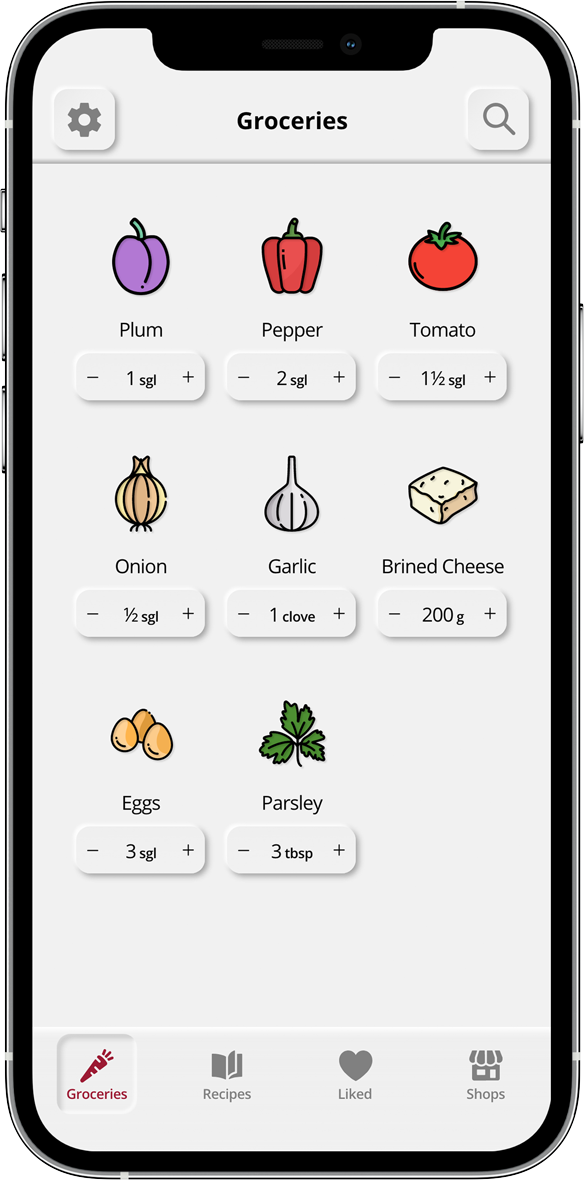 Groceries
Plum Pepper Tomato
− 1 sgl + − 2 sgl + − 1½ sgl +
Onion Garlic Brined Cheese
− ½ sgl + − 1 clove + − 200 g +
Eggs Parsley
− 3 sgl + − 3 tbsp +
Groceries Recipes Liked Shops